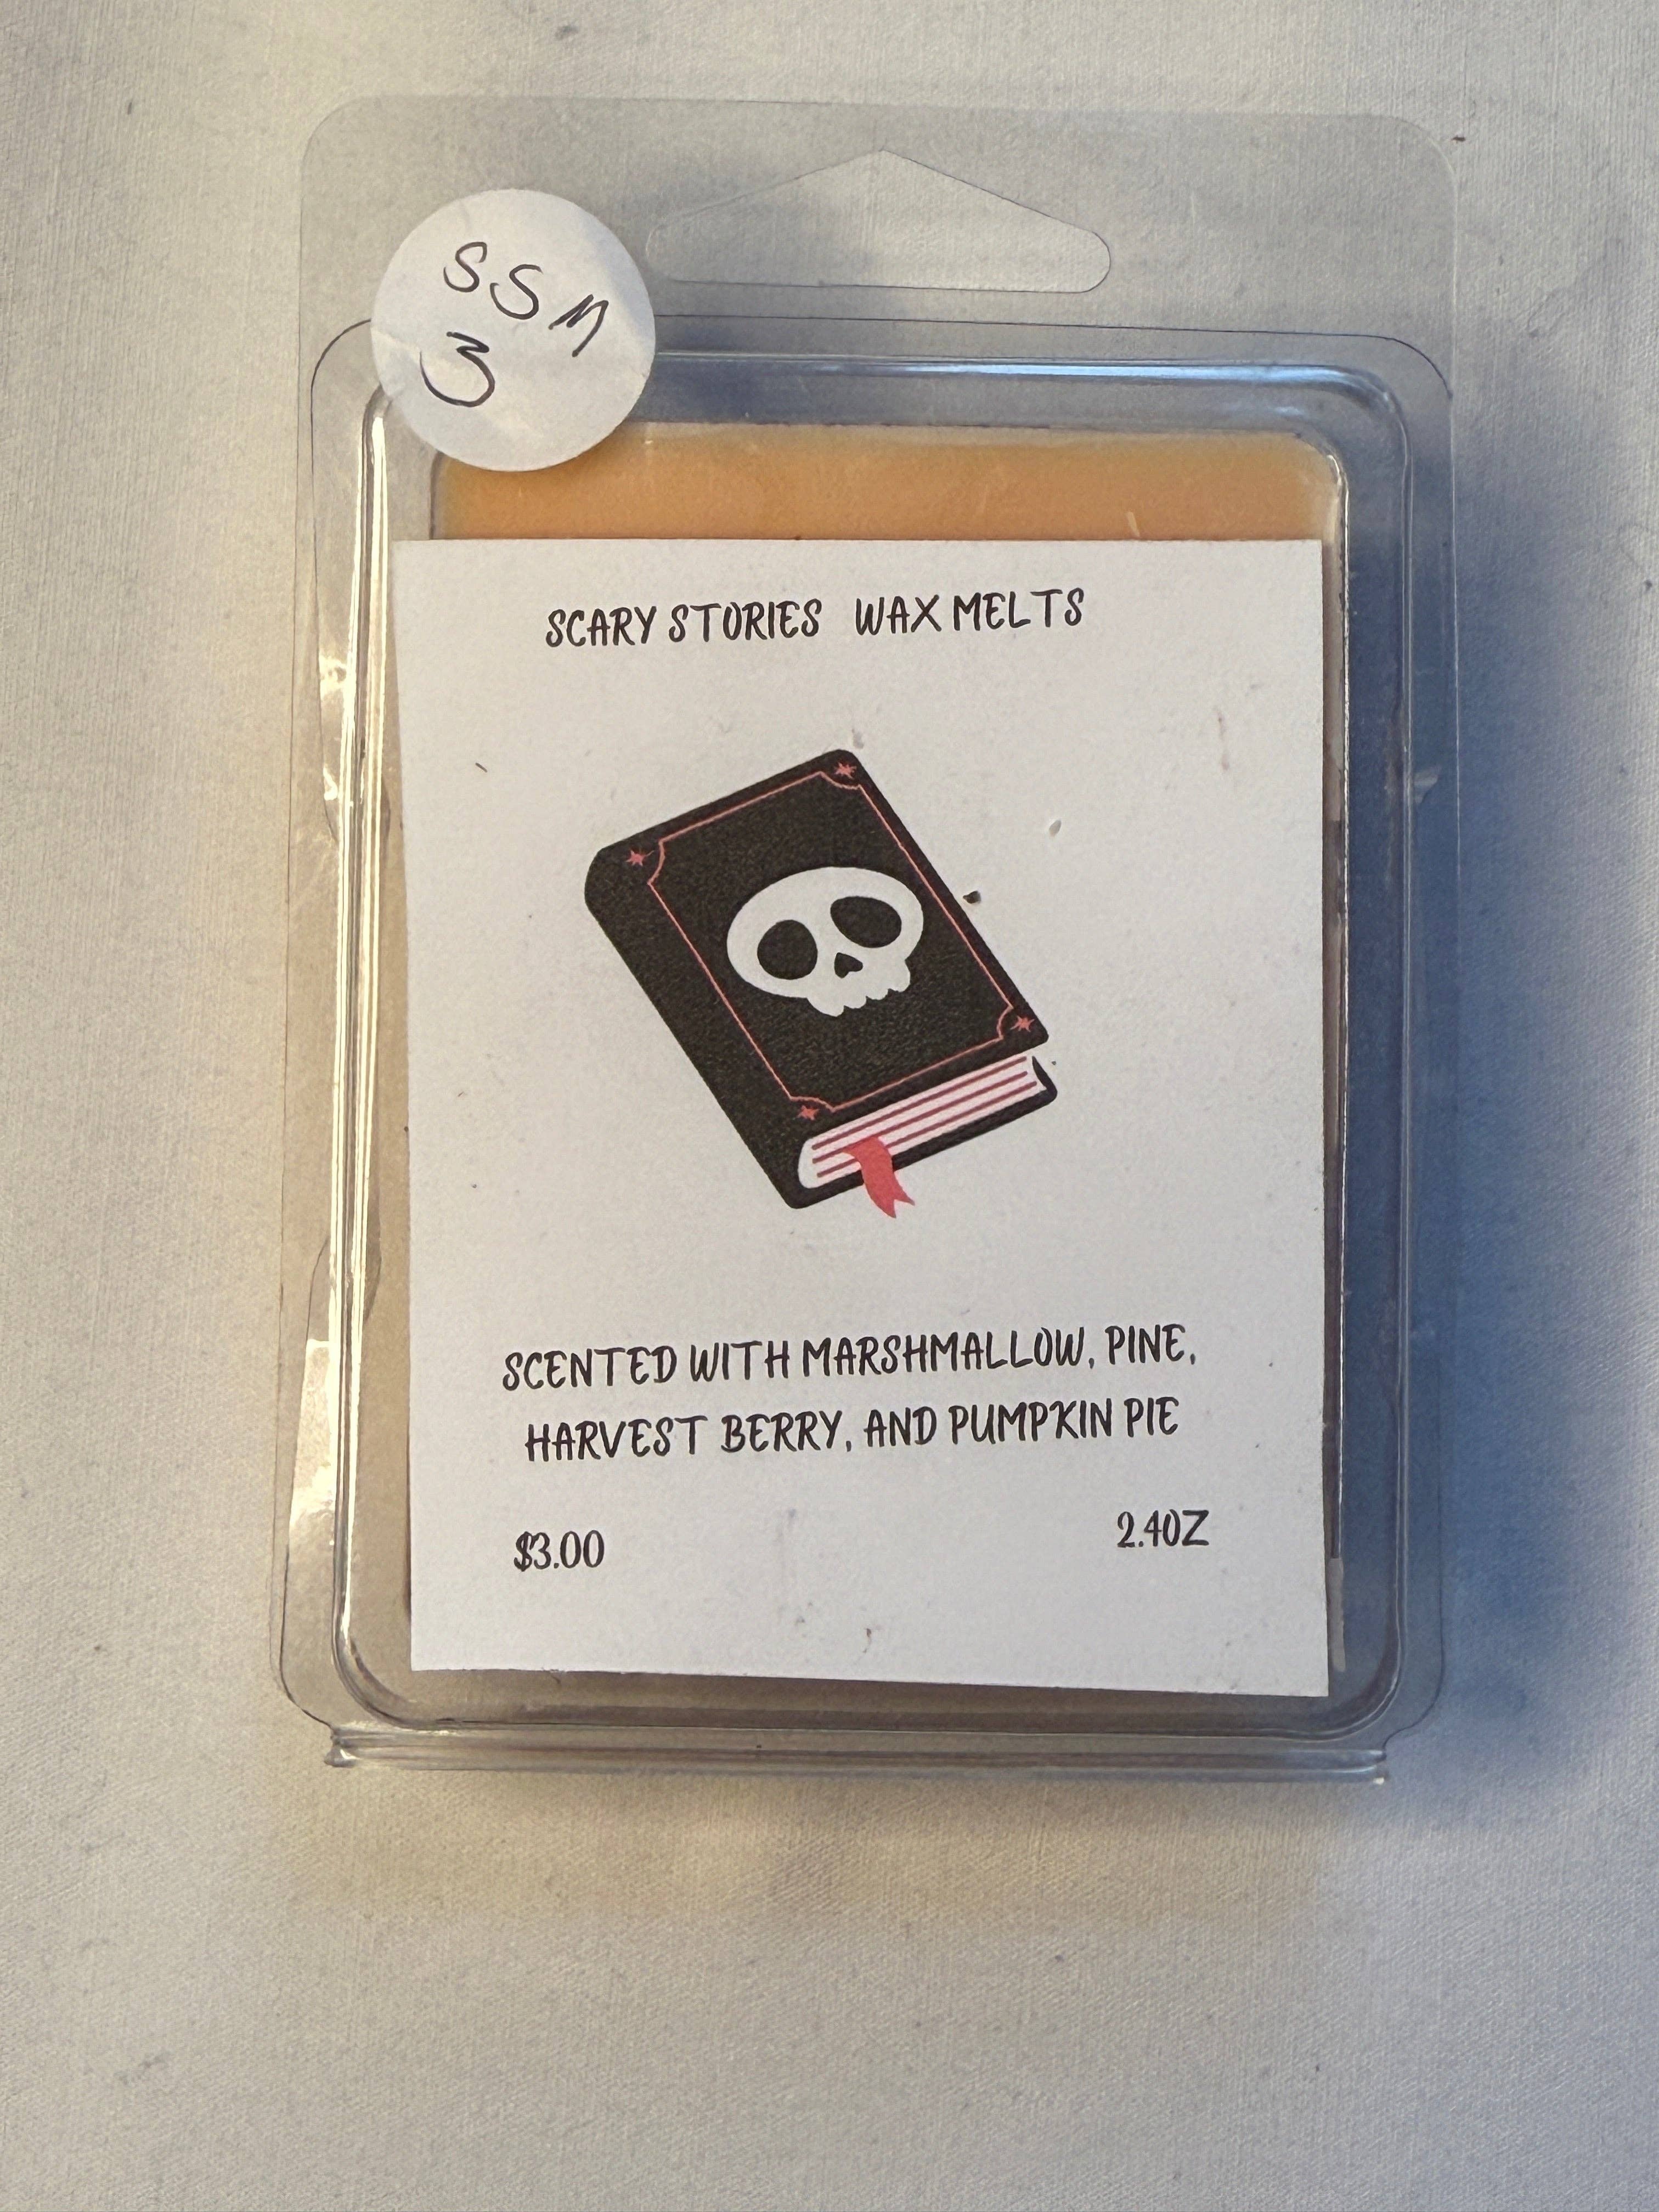 SSM
3
SCARY STORIES WAX MELTS
SCENTED WITH MARSHMALLOW, PINE,
HARVEST BERRY, AND PUMPKIN PIE
$3.00
2.4OZ